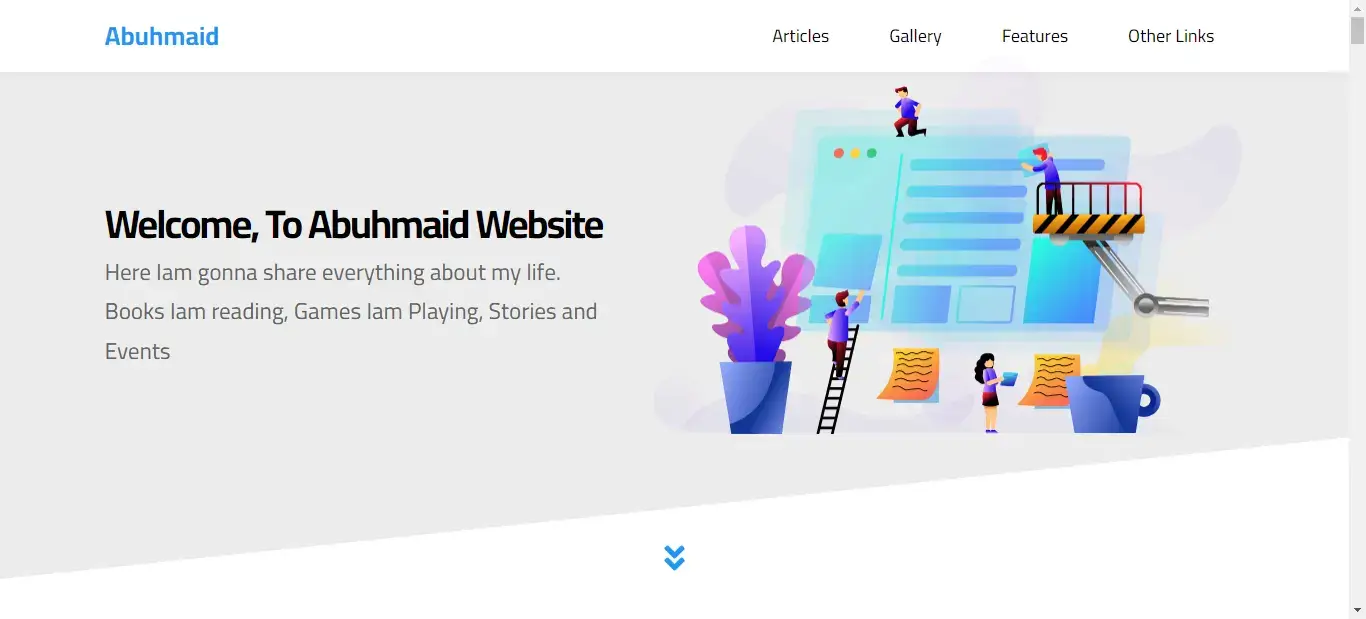 Abuhmaid
Articles
Gallery
Features
Other Links
Welcome, To Abuhmaid Website
Here Iam gonna share everything about my life.
Books Iam reading, Games Iam Playing, Stories and
Events